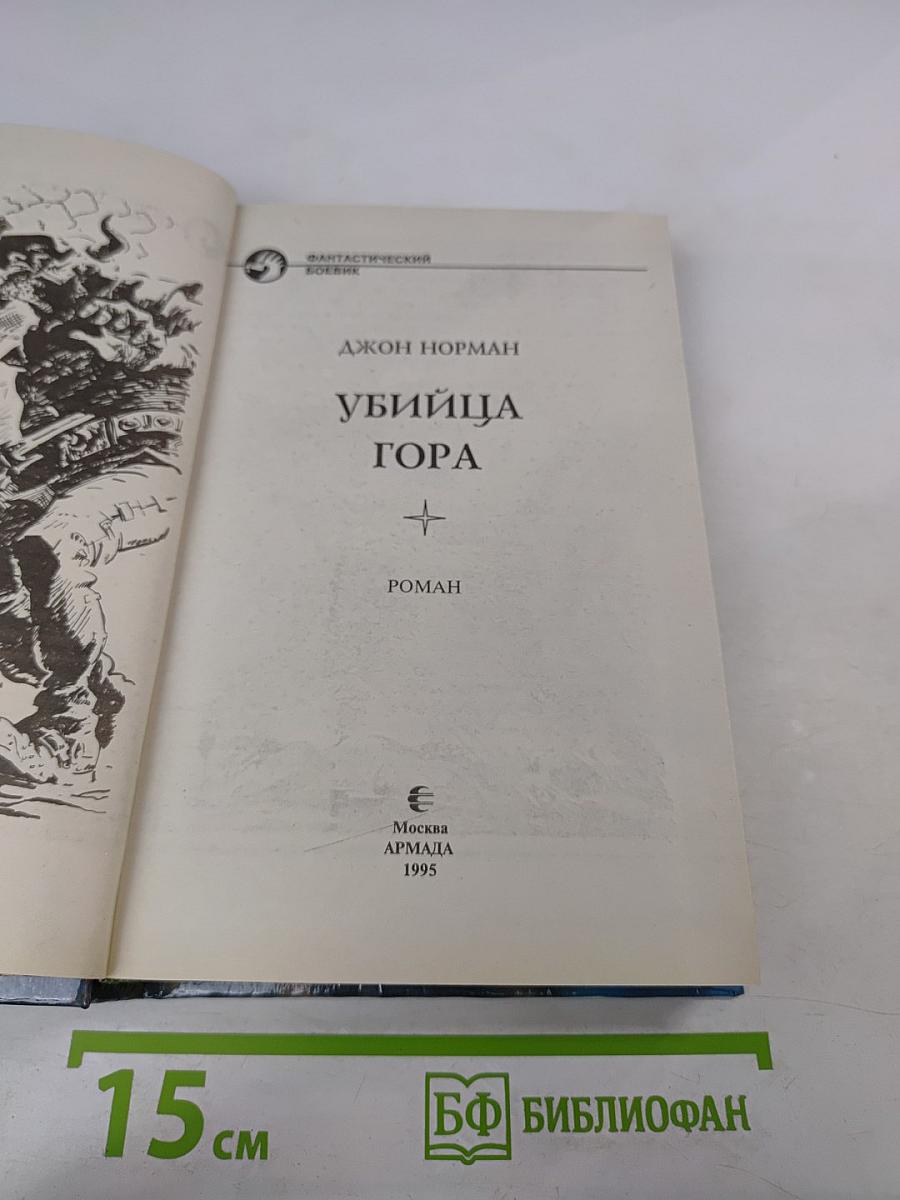 ФАНТАСТИЧЕСКИЙ
БОЕВИК
ДЖОН НОРМАН
УБИЙЦА
ГОРА
РОМАН
Москва
АРМАДА
1995
15 см
БФ БИБЛИОФАН